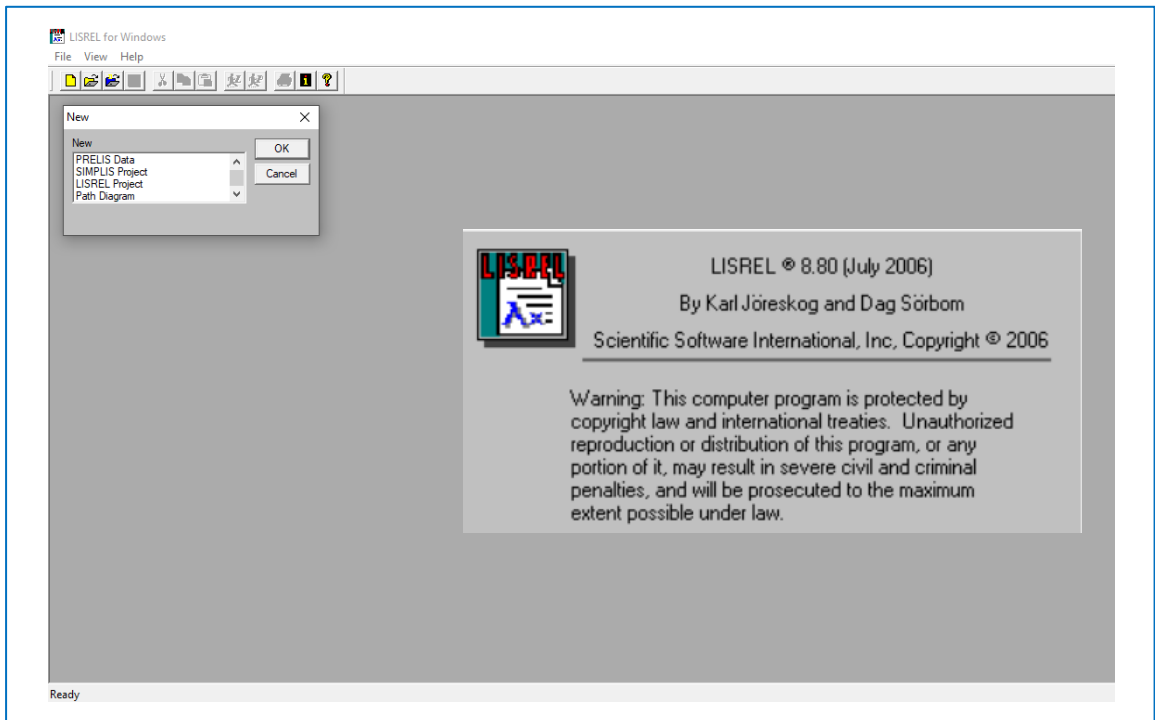 LISREL for Windows
File View Help
New
New
PRELIS Data
SIMPLIS Project
LISREL Project
Path Diagram
OK
Cancel
LISREL
Ax=
LISREL ® 8.80 (July 2006)
By Karl Jöreskog and Dag Sörbom
Scientific Software International, Inc, Copyright © 2006
Warning: This computer program is protected by
copyright law and international treaties. Unauthorized
reproduction or distribution of this program, or any
portion of it, may result in severe civil and criminal
penalties, and will be prosecuted to the maximum
extent possible under law.
Ready